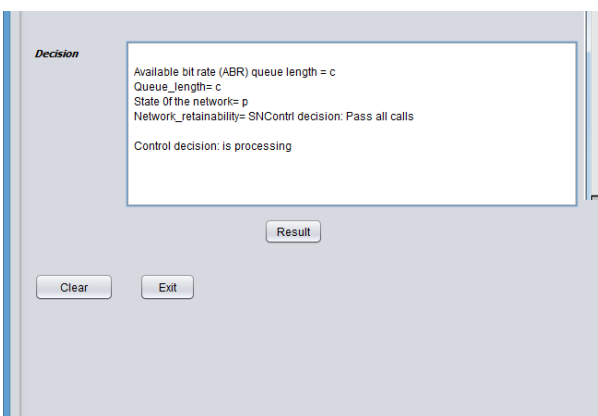 Decision
Available bit rate (ABR) queue length = c
Queue_length= c
State 0f the network= p
Network_retainability= SNContrl decision: Pass all calls
Control decision: is processing
Result
Clear
Exit